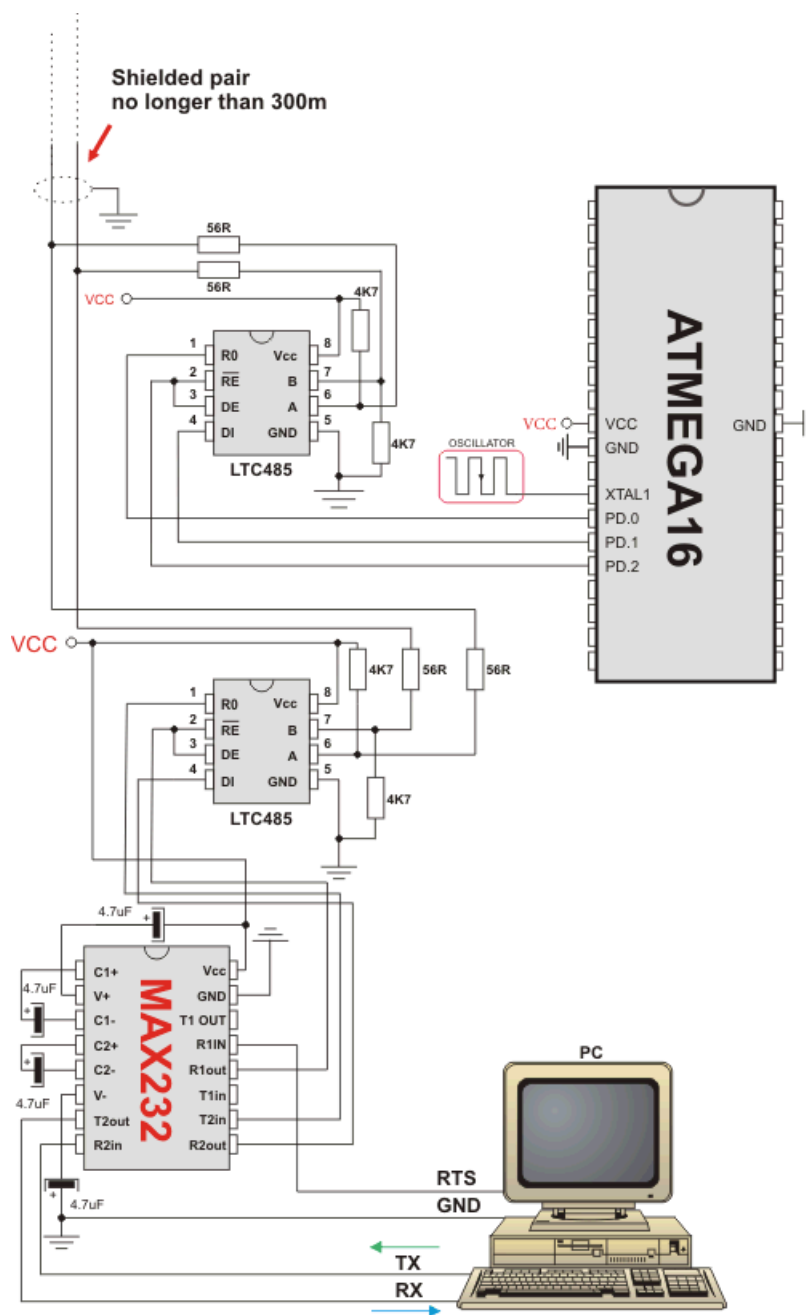 Shielded pair
no longer than 300m
56R
56R
VCC
4K7
1 R0 Vcc 8
2 RE B 7
3 DE A 6
4 DI GND 5
4K7
LTC485
ATMEGA16
VCC VCC GND
GND
OSCILLATOR
XTAL1
PD.0
PD.1
PD.2
VCC
4K7 56R 56R
1 R0 Vcc 8
2 RE B 7
3 DE A 6
4 DI GND 5
4K7
LTC485
4.7uF +
MAX232
C1+ Vcc
4.7uF
V+ GND
+
C1- T1 OUT
C2+ R1IN
+
C2- R1out
4.7uF
V- T1in
T2out T2in
R2in R2out
+
4.7uF
PC
RTS
GND
TX
RX